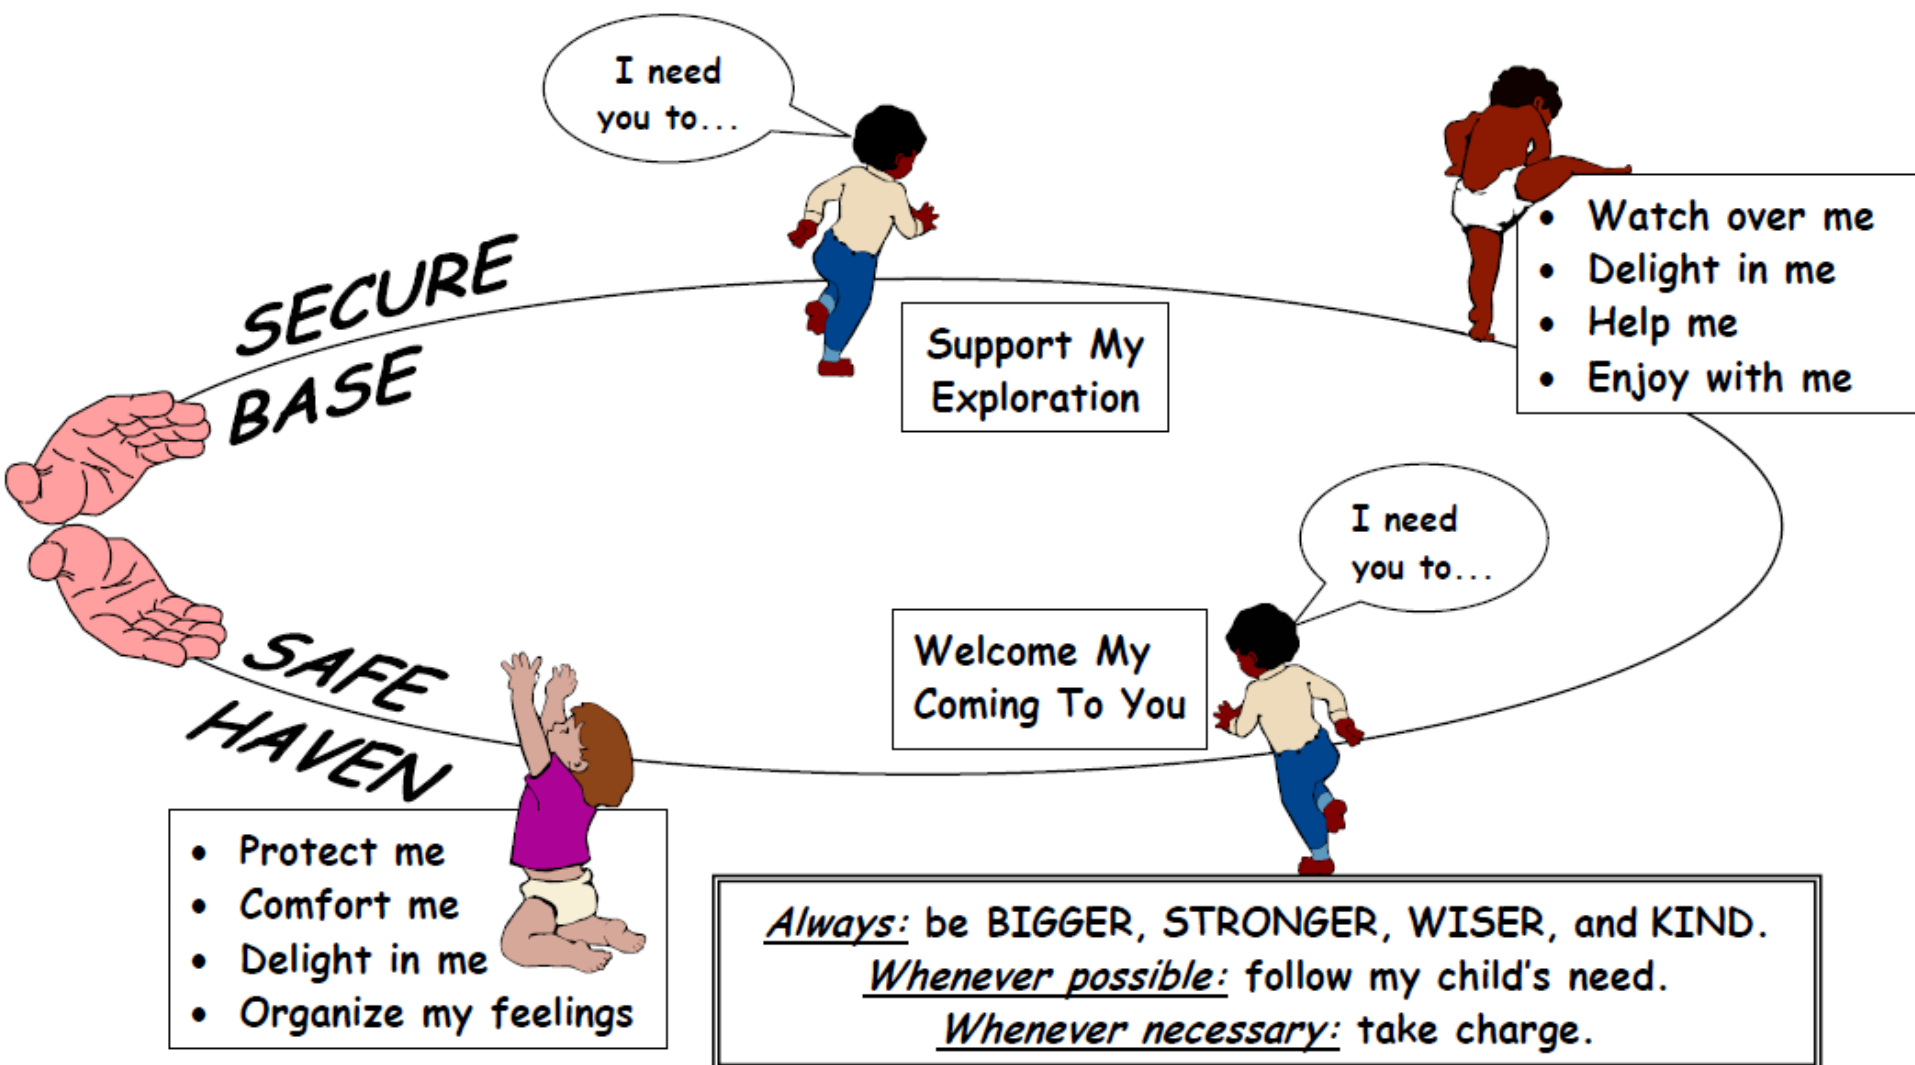 I need
you to...
SECURE
BASE
Support My
Exploration
• Watch over me
• Delight in me
• Help me
• Enjoy with me
I need
you to...
Welcome My
Coming To You
SAFE
HAVEN
• Protect me
• Comfort me
• Delight in me
• Organize my feelings
Always: be BIGGER, STRONGER, WISER, and KIND.
Whenever possible: follow my child's need.
Whenever necessary: take charge.